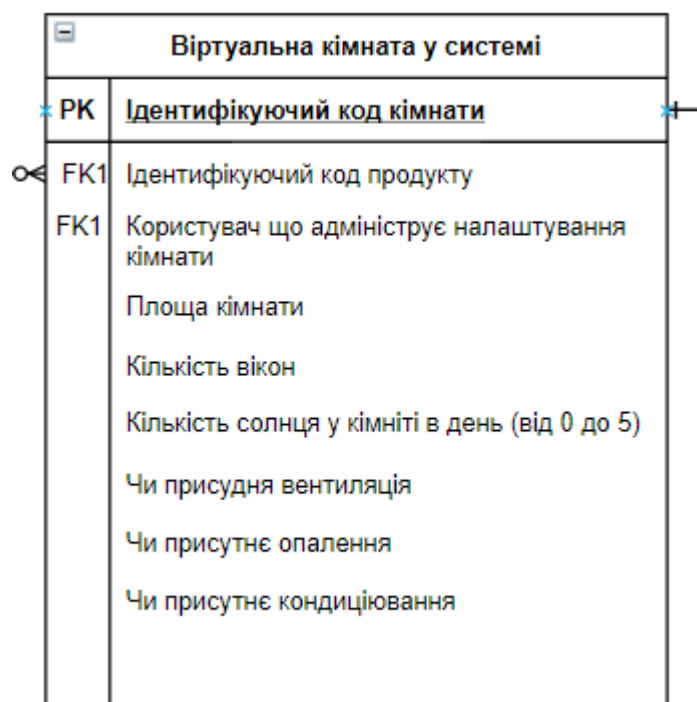 Віртуальна кімната у системі
PK Ідентифікуючий код кімнати
FK1 Ідентифікуючий код продукту
FK1 Користувач що адмініструє налаштування
кімнати
Площа кімнати
Кількість вікон
Кількість солнця у кімніті в день (від 0 до 5)
Чи присудня вентиляція
Чи присутнє опалення
Чи присутнє кондиціювання